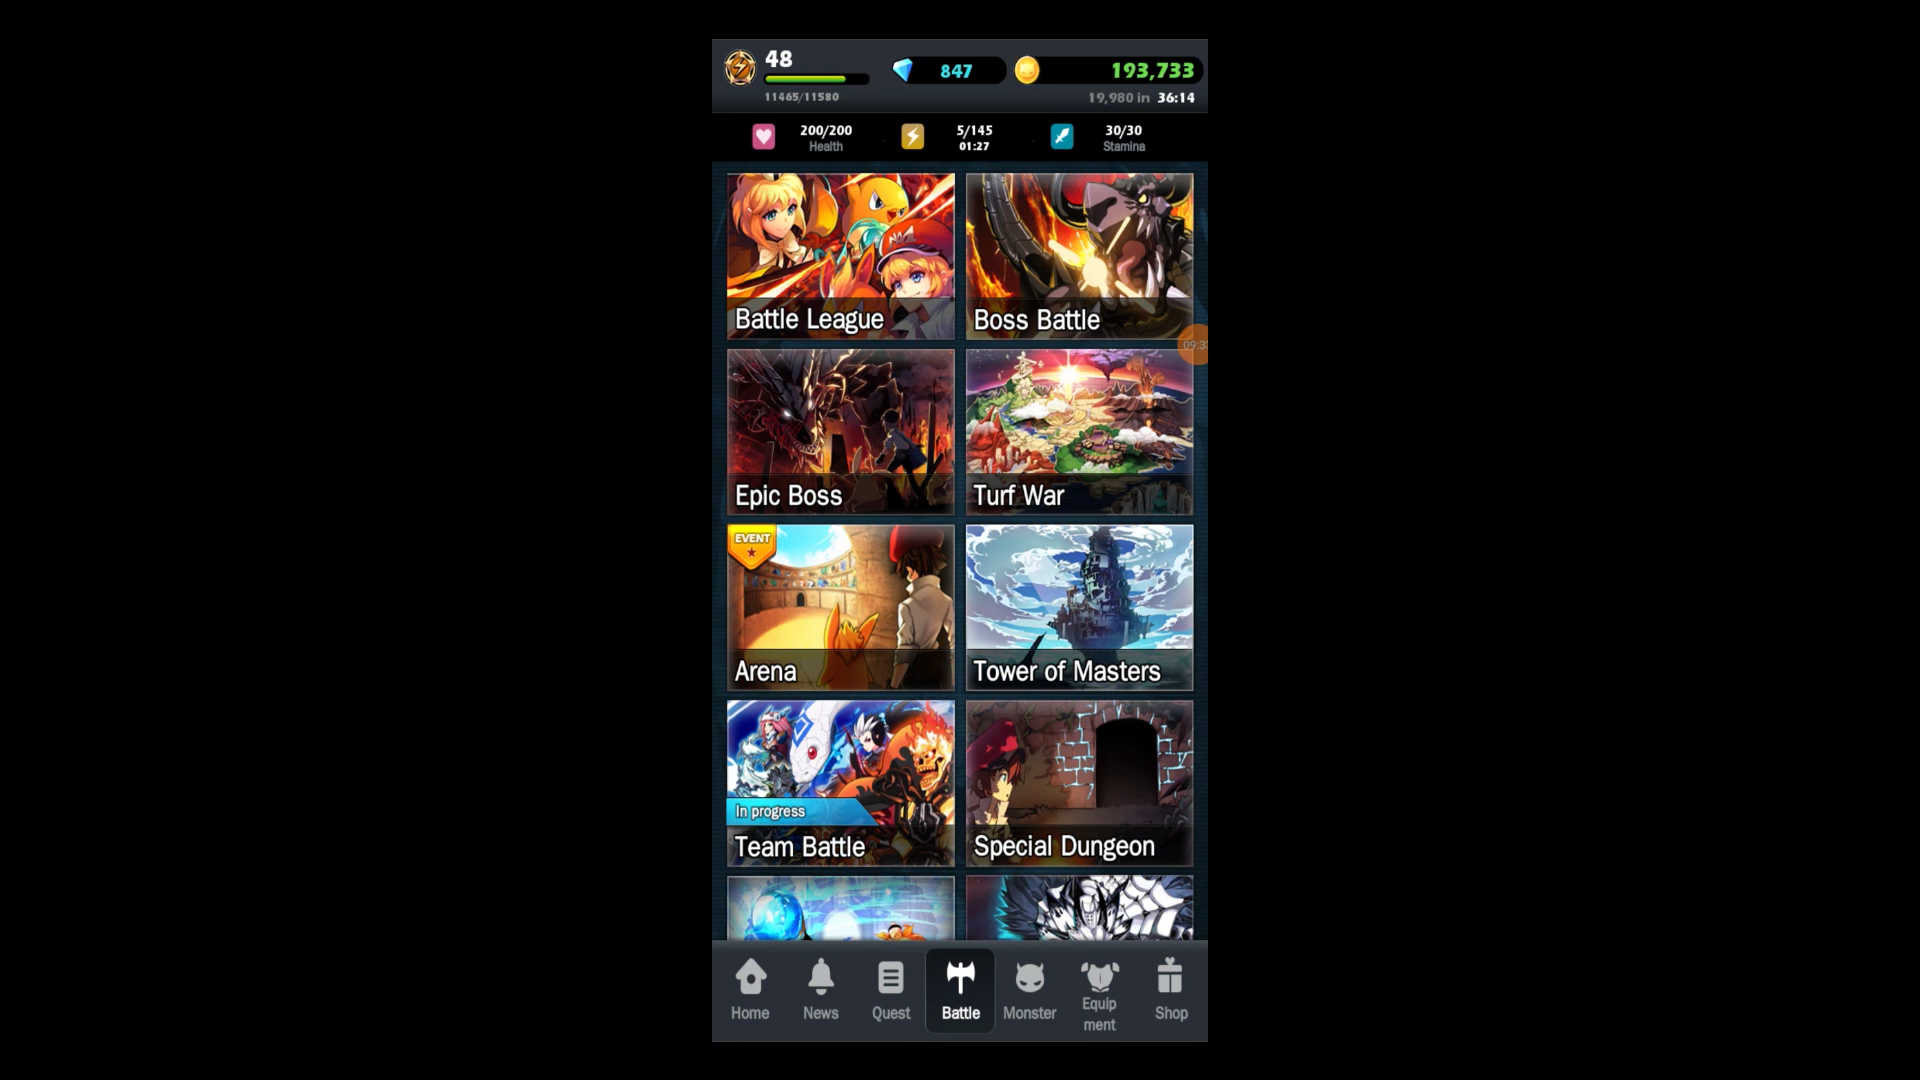 48
847
193,733
11465/11580
19,980 in 36:14
200/200
Health
5/145
01:27
30/30
Stamina
Battle League
Boss Battle
Epic Boss
Turf War
EVENT
Arena
Tower of Masters
In progress
Team Battle
Special Dungeon
Home
News
Quest
Battle
Monster
Equip
ment
Shop